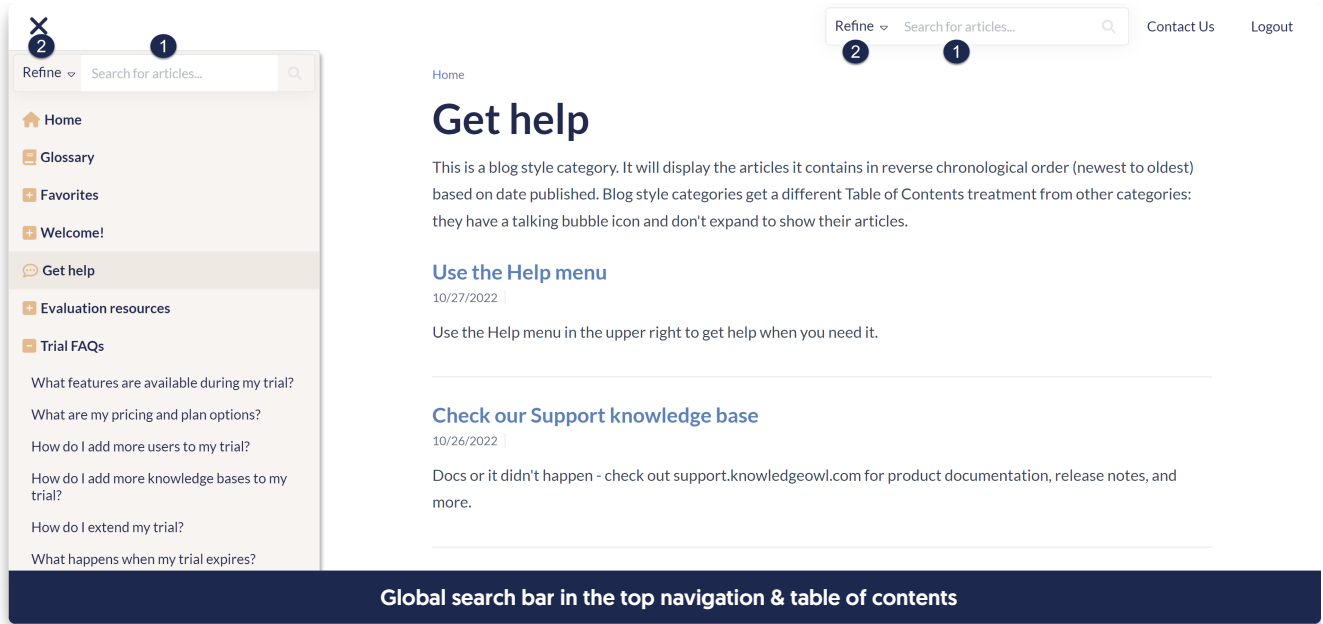 Refine Search for articles... Contact Us Logout
2 1
2 1
Refine Search for articles...
Home
Glossary
Favorites
Welcome!
Get help
Evaluation resources
Trial FAQs
What features are available during my trial?
What are my pricing and plan options?
How do I add more users to my trial?
How do I add more knowledge bases to my
trial?
How do I extend my trial?
What happens when my trial expires?
Home
Get help
This is a blog style category. It will display the articles it contains in reverse chronological order (newest to oldest)
based on date published. Blog style categories get a different Table of Contents treatment from other categories:
they have a talking bubble icon and don't expand to show their articles.
Use the Help menu
10/27/2022
Use the Help menu in the upper right to get help when you need it.
Check our Support knowledge base
10/26/2022
Docs or it didn't happen - check out support.knowledgeowl.com for product documentation, release notes, and
more.
Global search bar in the top navigation & table of contents